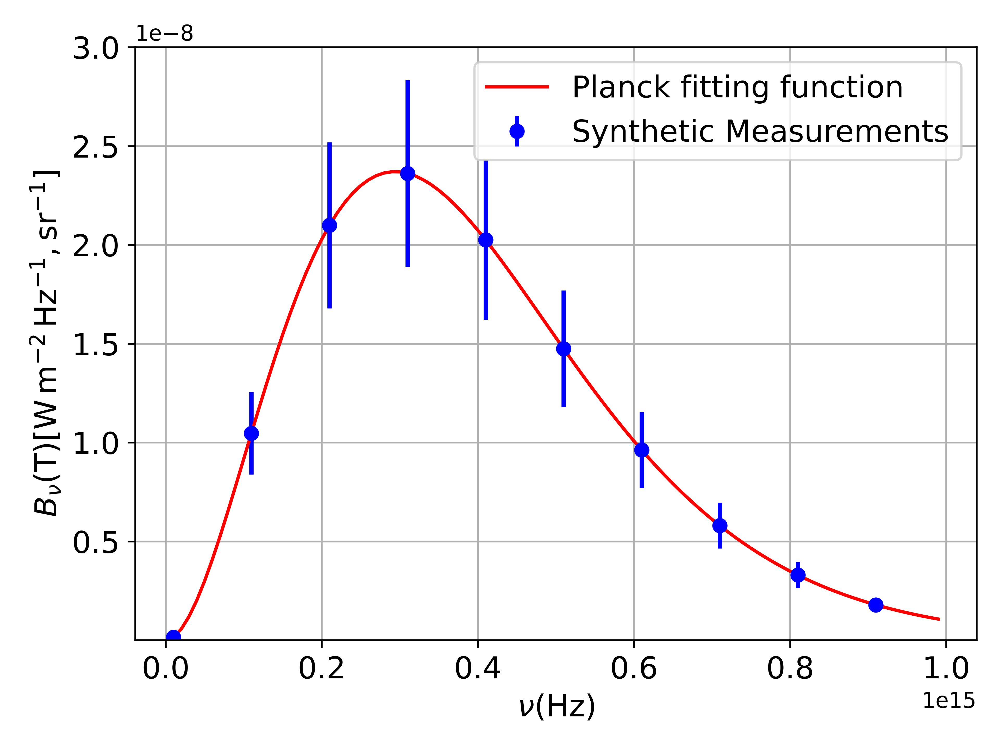 1e−8
3.0
2.5
2.0
1.5
1.0
0.5
Bν(T)[W m⁻² Hz⁻¹, sr⁻¹]
Planck fitting function
Synthetic Measurements
0.0 0.2 0.4 0.6 0.8 1.0
1e15
ν(Hz)